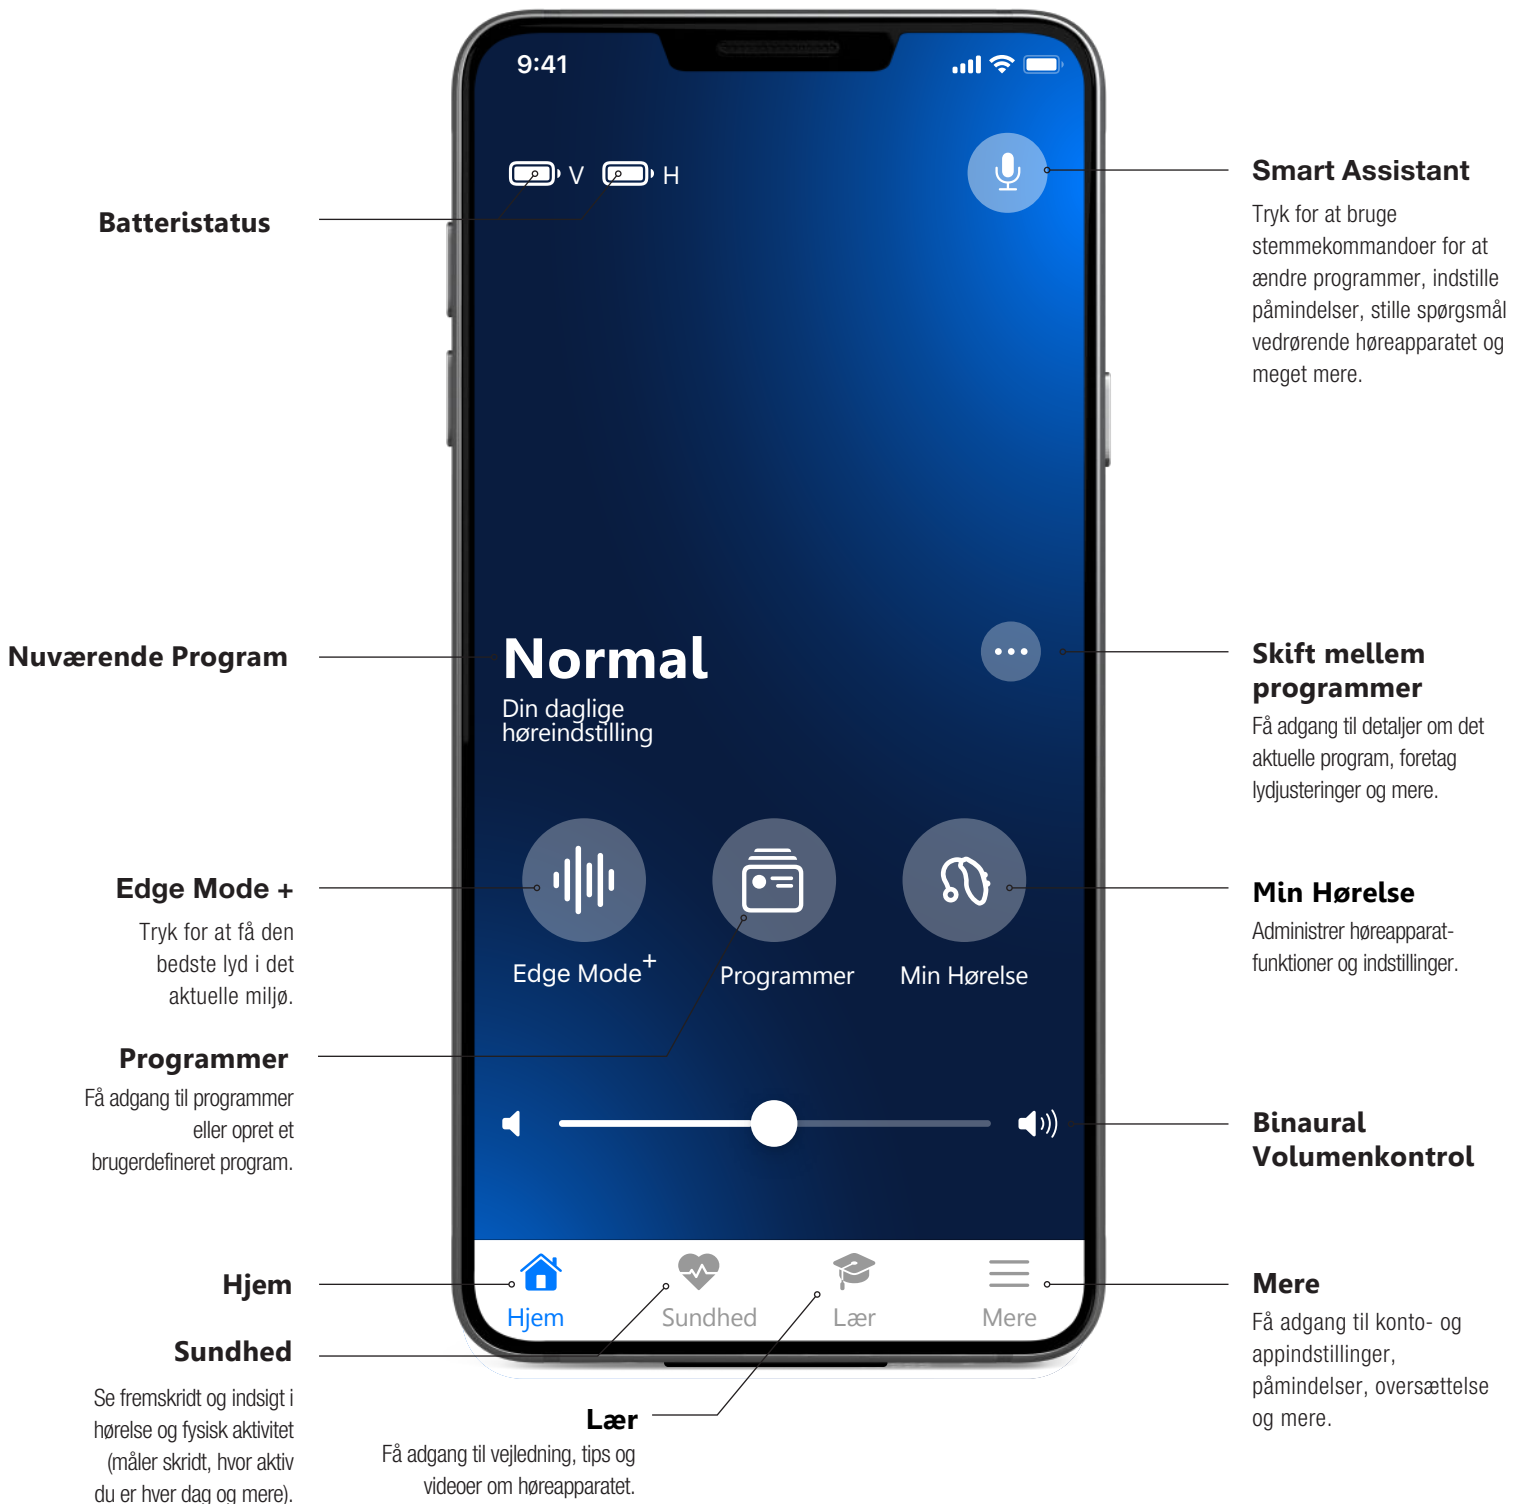 9:41
V
H
Batteristatus
Smart Assistant
Tryk for at bruge
stemmekommandoer for at
ændre programmer, indstille
påmindelser, stille spørgsmål
vedrørende høreapparatet og
meget mere.
Nuværende Program
Normal
Din daglige
høreindstilling
Skift mellem
programmer
Få adgang til detaljer om det
aktuelle program, foretag
lydjusteringer og mere.
Edge Mode +
Tryk for at få den
bedste lyd i det
aktuelle miljø.
Edge Mode+
Programmer
Min Hørelse
Min Hørelse
Administrer høreapparat-
funktioner og indstillinger.
Programmer
Få adgang til programmer
eller opret et
brugerdefineret program.
Binaural
Volumenkontrol
Hjem
Hjem
Sundhed
Lær
Mere
Mere
Få adgang til konto- og
appindstillinger,
påmindelser, oversættelse
og mere.
Sundhed
Se fremskridt og indsigt i
hørelse og fysisk aktivitet
(måler skridt, hvor aktiv
du er hver dag og mere).
Lær
Få adgang til vejledning, tips og
videoer om høreapparatet.